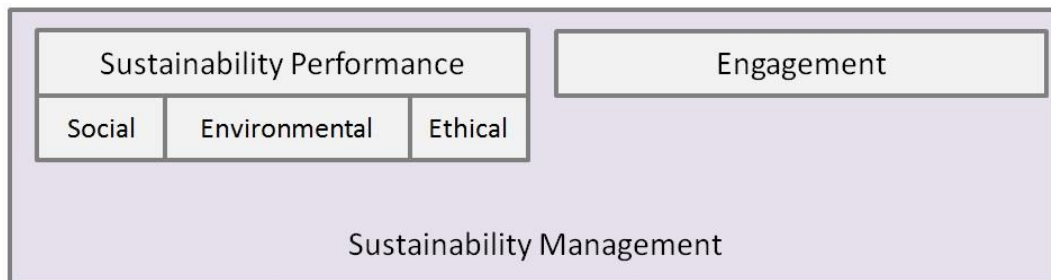 Sustainability Performance
Engagement
Social
Environmental
Ethical
Sustainability Management